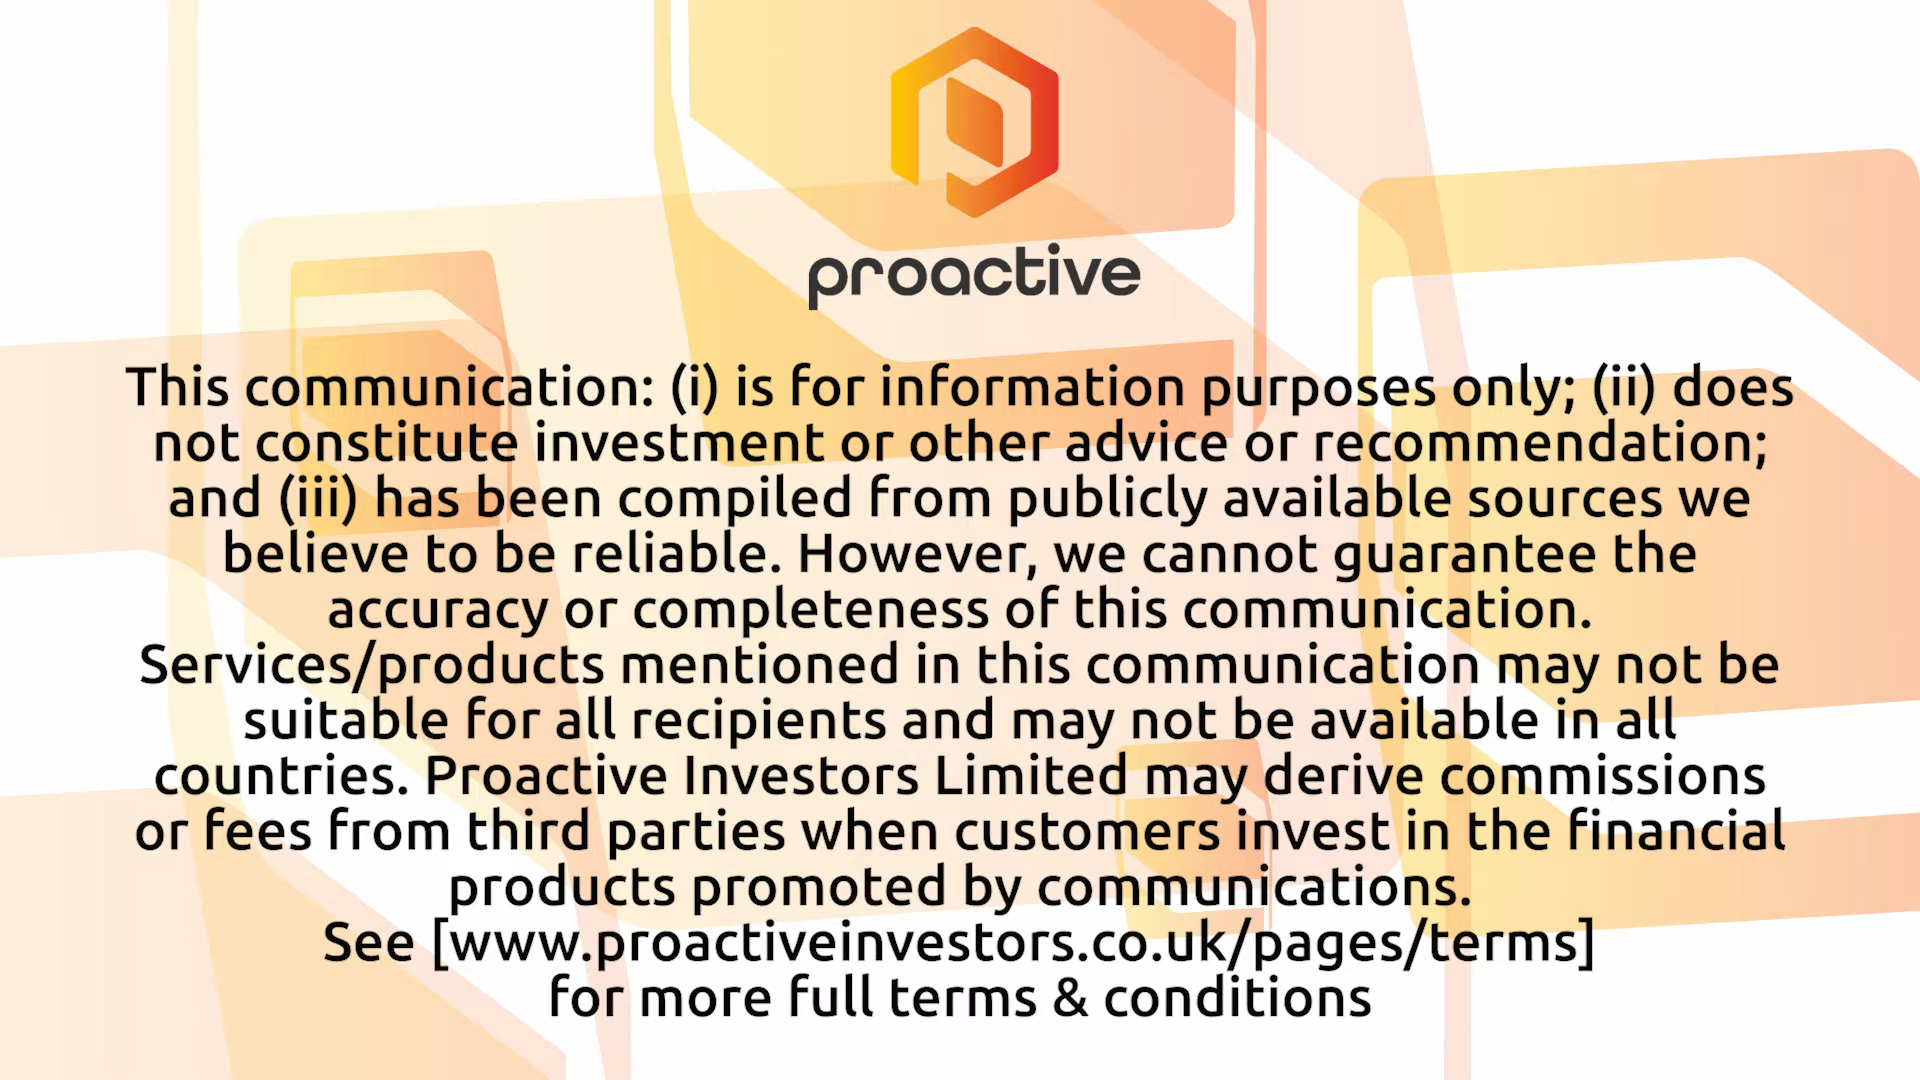 proactive
This communication: (i) is for information purposes only; (ii) does
not constitute investment or other advice or recommendation;
and (iii) has been compiled from publicly available sources we
believe to be reliable. However, we cannot guarantee the
accuracy or completeness of this communication.
Services/products mentioned in this communication may not be
suitable for all recipients and may not be available in all
countries. Proactive Investors Limited may derive commissions
or fees from third parties when customers invest in the financial
products promoted by communications.
See [www.proactiveinvestors.co.uk/pages/terms]
for more full terms & conditions